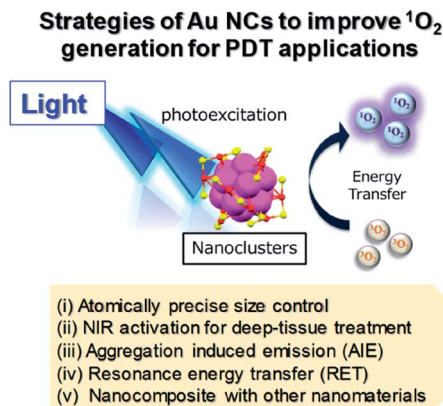 Strategies of Au NCs to improve ¹O₂
generation for PDT applications
Light
photoexcitation
¹O₂
¹O₂
¹O₂
Energy
Transfer
Nanoclusters
³O₂
³O₂
³O₂
(i) Atomically precise size control
(ii) NIR activation for deep-tissue treatment
(iii) Aggregation induced emission (AIE)
(iv) Resonance energy transfer (RET)
(v) Nanocomposite with other nanomaterials